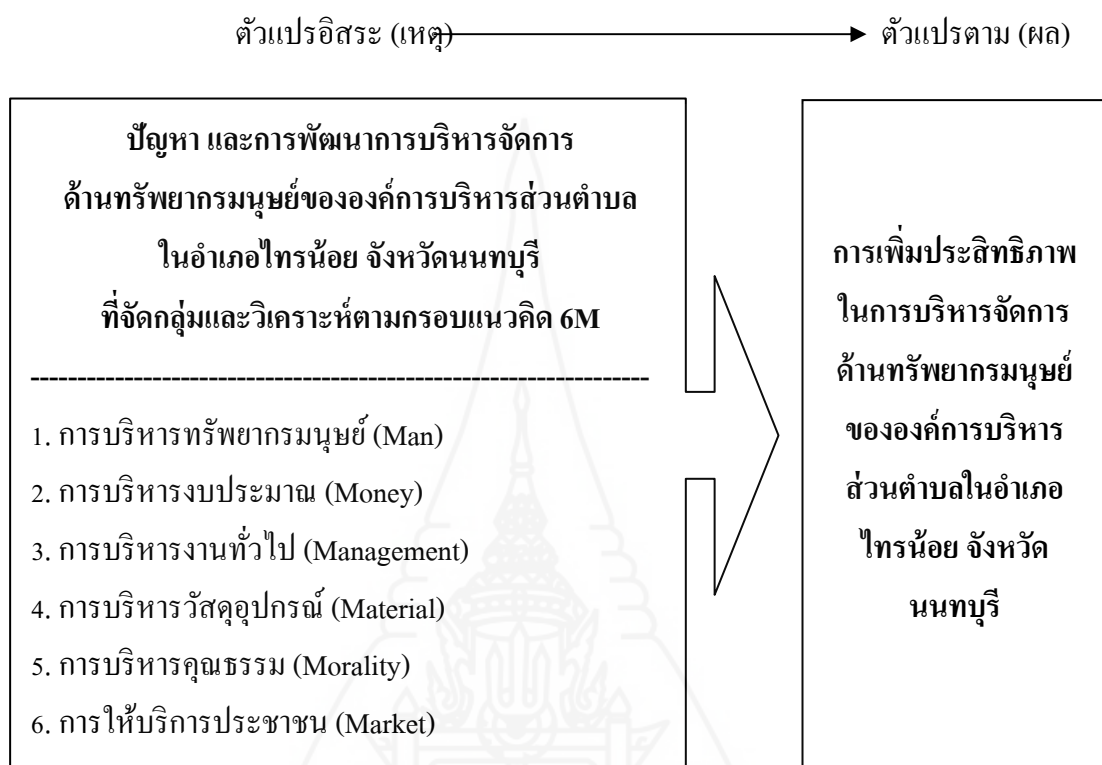 ตัวแปรอิสระ (เหตุ)
ตัวแปรตาม (ผล)
ปัญหา และการพัฒนาการบริหารจัดการ
ด้านทรัพยากรมนุษย์ขององค์การบริหารส่วนตำบล
ในอำเภอไทรน้อย จังหวัดนนทบุรี
ที่จัดกลุ่มและวิเคราะห์ตามกรอบแนวคิด 6M
------------------------------------------------------------------
1. การบริหารทรัพยากรมนุษย์ (Man)
2. การบริหารงบประมาณ (Money)
3. การบริหารงานทั่วไป (Management)
4. การบริหารวัสดุอุปกรณ์ (Material)
5. การบริหารคุณธรรม (Morality)
6. การให้บริการประชาชน (Market)
การเพิ่มประสิทธิภาพ
ในการบริหารจัดการ
ด้านทรัพยากรมนุษย์
ขององค์การบริหาร
ส่วนตำบลในอำเภอ
ไทรน้อย จังหวัด
นนทบุรี